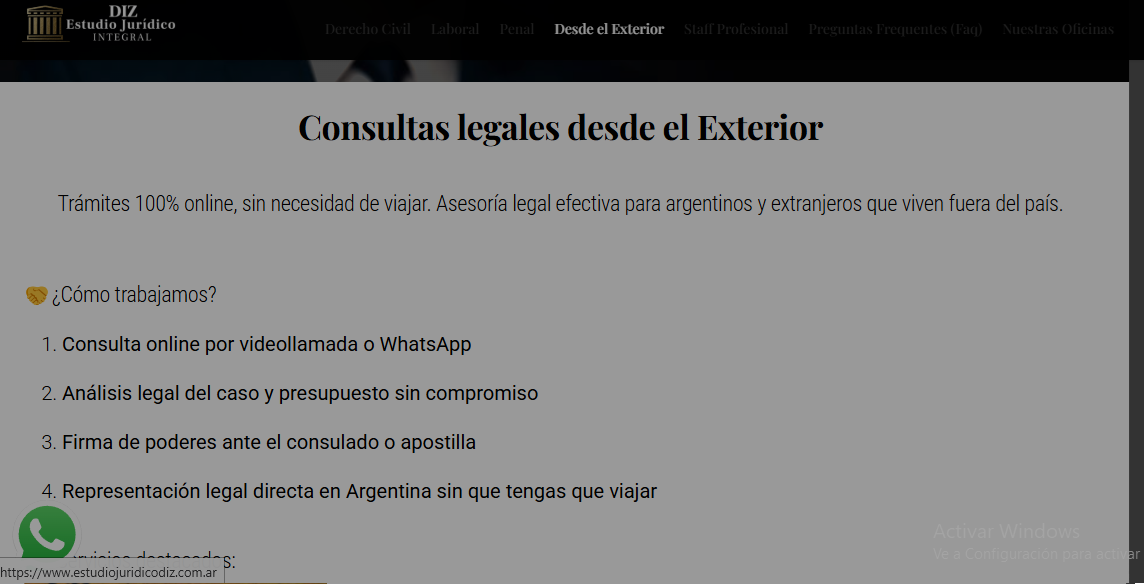 DIZ
Estudio Jurídico
INTEGRAL
Derecho Civil Laboral Penal Desde el Exterior Staff Profesional Preguntas Frequentes (Faq) Nuestras Oficinas
Consultas legales desde el Exterior
Trámites 100% online, sin necesidad de viajar. Asesoría legal efectiva para argentinos y extranjeros que viven fuera del país.
🤝 ¿Cómo trabajamos?
1. Consulta online por videollamada o WhatsApp
2. Análisis legal del caso y presupuesto sin compromiso
3. Firma de poderes ante el consulado o apostilla
4. Representación legal directa en Argentina sin que tengas que viajar
Activar Windows
Ve a Configuración para activar
destacados:
https://www.estudiojuridicodiz.com.ar